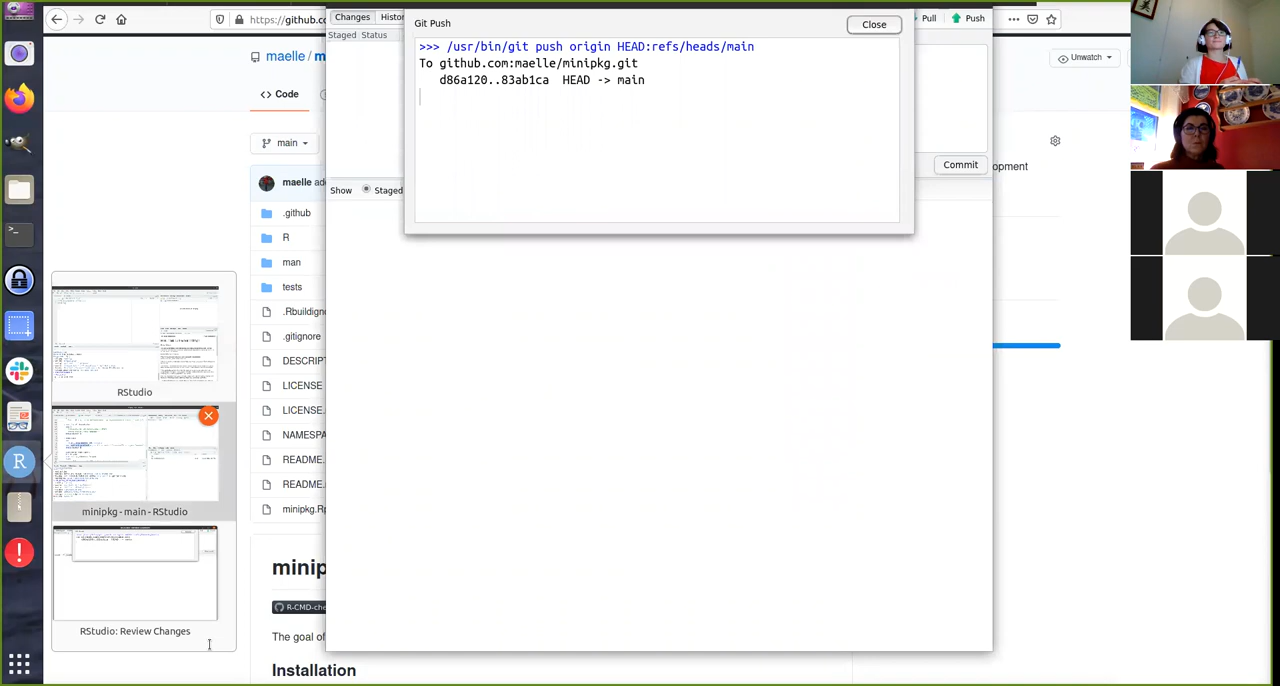 https://github.c
Changes
Histor
Git Push
Close
Pull
Push
Staged
Status
>>> /usr/bin/git push origin HEAD:refs/heads/main
To github.com:maelle/minipkg.git
d86a120..83ab1ca HEAD -> main
maelle / m
Unwatch
Code
main
Commit
opment
maelle ad
Show
Staged
.github
R
man
tests
.Rbuildigno
.gitignore
DESCRIPT
LICENSE
LICENSE.
NAMESPA
README.
README.
minipkg.Rp
RStudio
minipkg - main - RStudio
RStudio: Review Changes
minip
R-CMD-che
The goal of
Installation